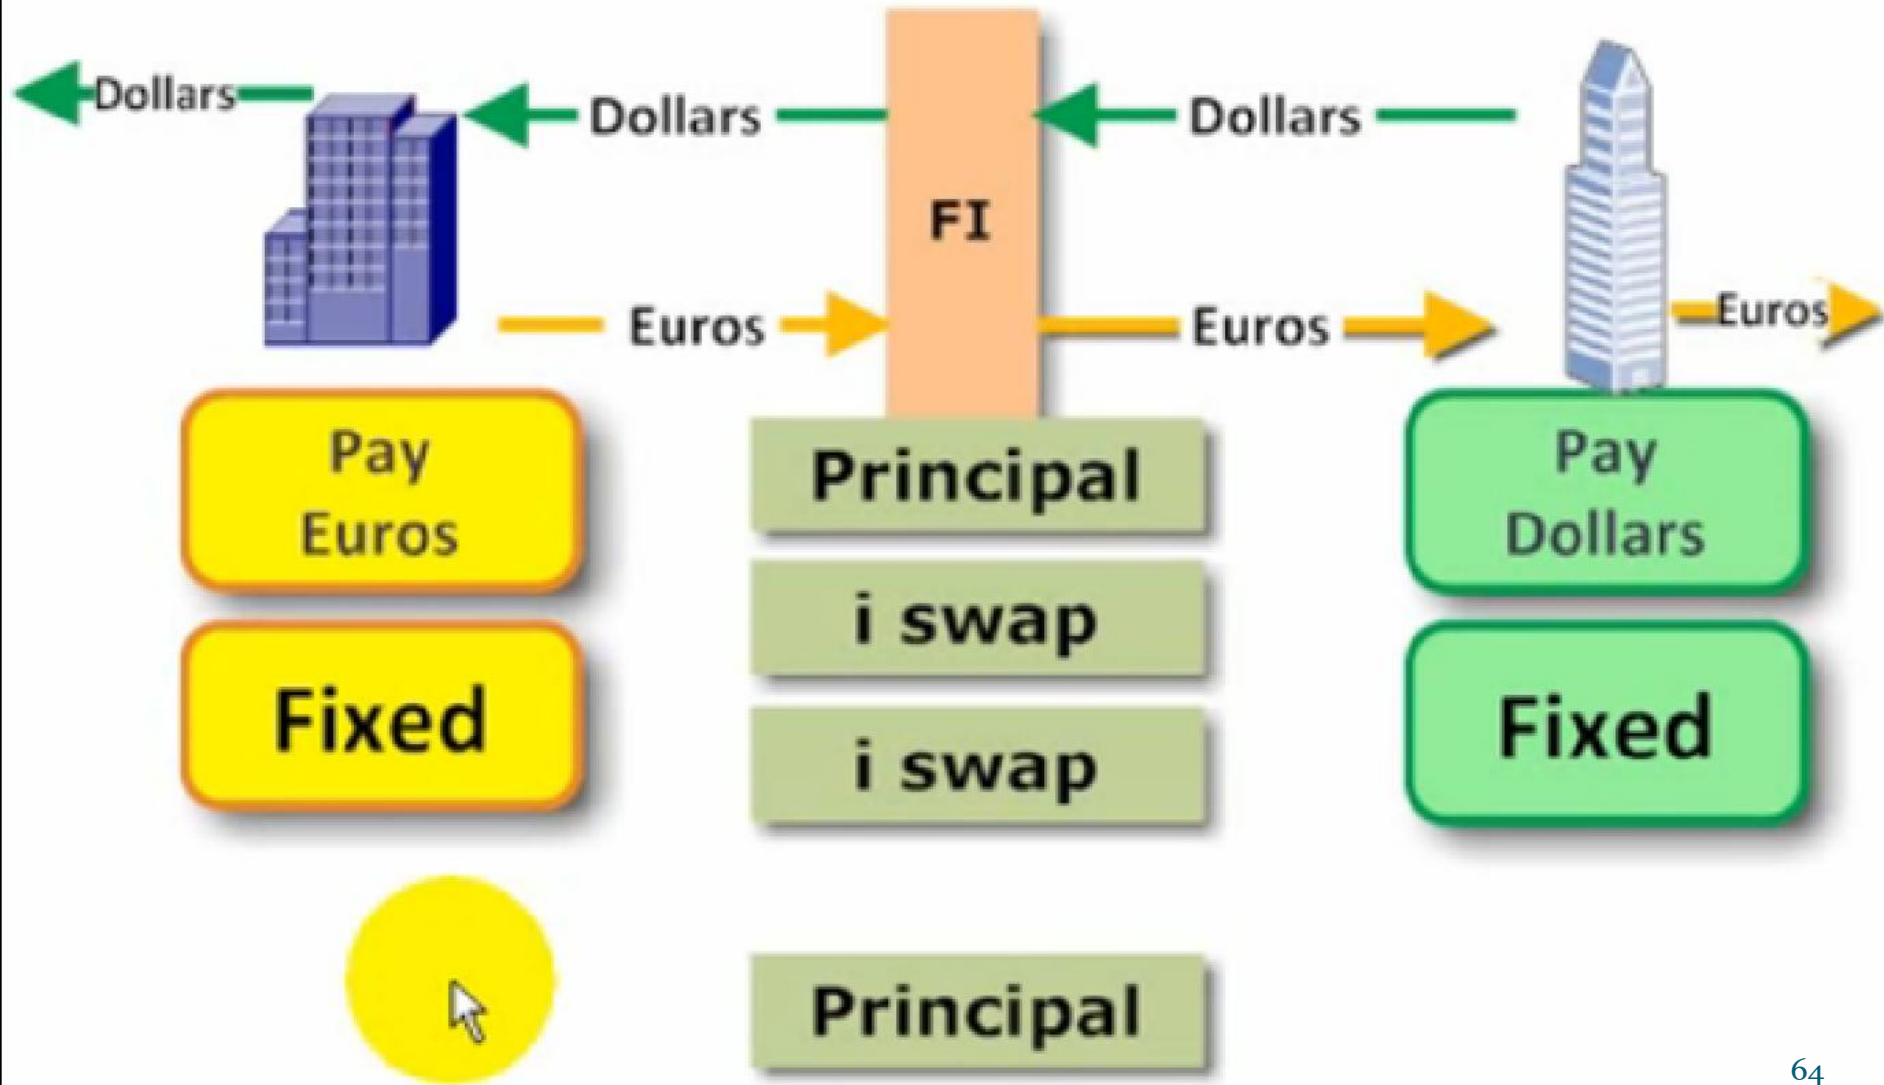 Dollars
Dollars
Dollars
FI
Euros
Euros
Euros
Pay
Euros
Principal
Pay
Dollars
i swap
Fixed
Fixed
i swap
Principal
64